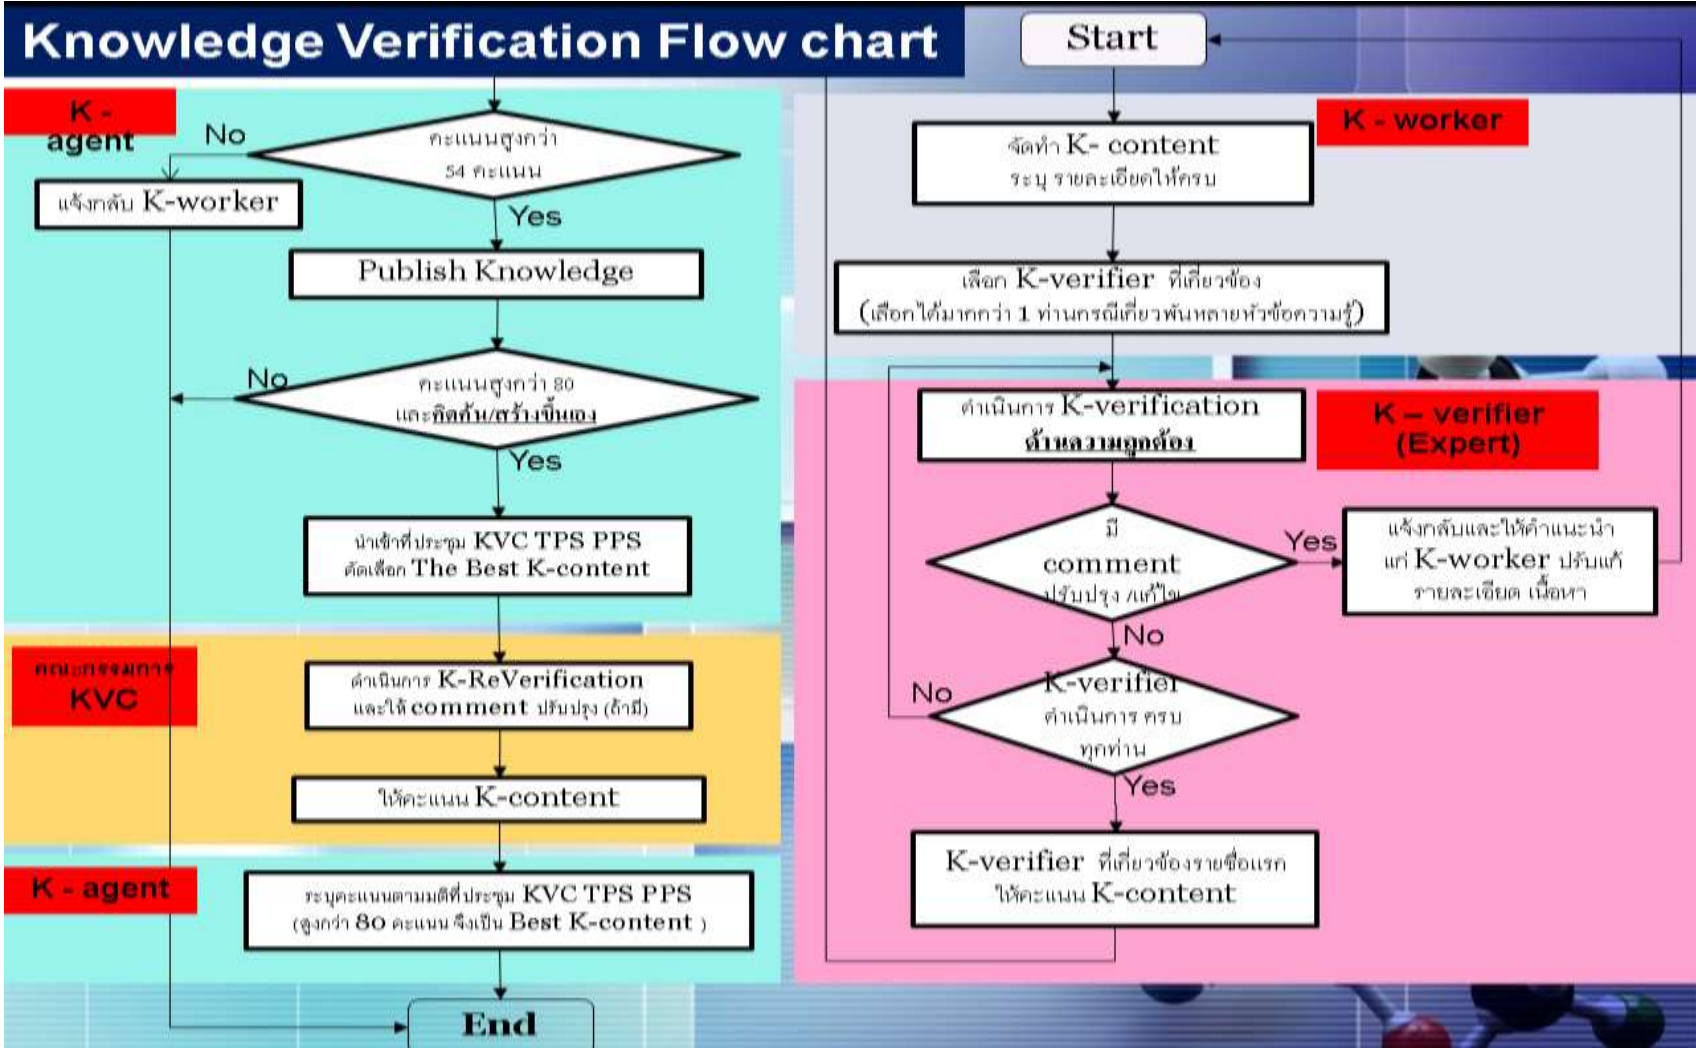 Knowledge Verification Flow chart
Start
K - worker
จัดทำ K- content
ระบุ รายละเอียดให้ครบ
เลือก K-verifier ที่เกี่ยวข้อง
(เลือกได้มากกว่า 1 ท่านกรณีเกี่ยวพันหลายหัวข้อความรู้)
K – verifier
(Expert)
ดำเนินการ K-verification
ด้านความถูกต้อง
มี
comment
ปรับปรุง /แก้ไข
Yes
แจ้งกลับและให้คำแนะนำ
แก่ K-worker ปรับแก้
รายละเอียด เนื้อหา
No
K-verifier
ดำเนินการ ครบ
ทุกท่าน
No
Yes
K-verifier ที่เกี่ยวข้องรายชื่อแรก
ให้คะแนน K-content
K -
agent
No
คะแนนสูงกว่า
54 คะแนน
แจ้งกลับ K-worker
Yes
Publish Knowledge
No
คะแนนสูงกว่า 80
และคิดค้น/สร้างขึ้นเอง
Yes
นำเข้าที่ประชุม KVC TPS PPS
คัดเลือก The Best K-content
คณะกรรมการ
KVC
ดำเนินการ K-ReVerification
และให้ comment ปรับปรุง (ถ้ามี)
ให้คะแนน K-content
K - agent
ระบุคะแนนตามมติที่ประชุม KVC TPS PPS
(สูงกว่า 80 คะแนน จึงเป็น Best K-content )
End